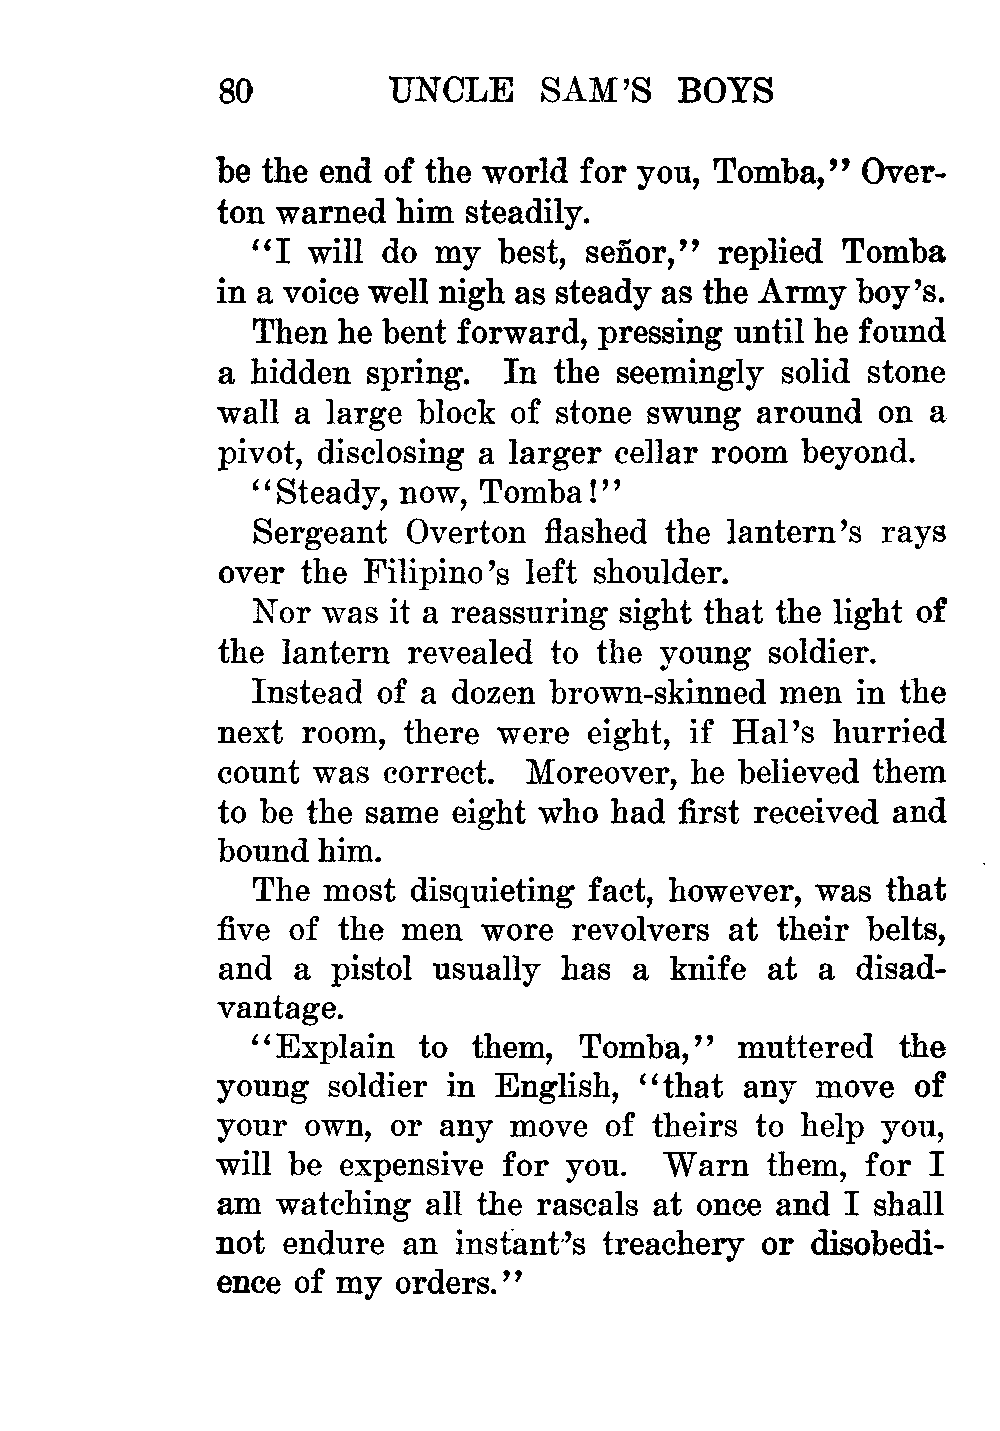 80 UNCLE SAM'S BOYS
be the end of the world for you, Tomba," Over-
ton warned him steadily.
"I will do my best, señor," replied Tomba
in a voice well nigh as steady as the Army boy's.
Then he bent forward, pressing until he found
a hidden spring. In the seemingly solid stone
wall a large block of stone swung around on a
pivot, disclosing a larger cellar room beyond.
"Steady, now, Tomba!"
Sergeant Overton flashed the lantern's rays
over the Filipino's left shoulder.
Nor was it a reassuring sight that the light of
the lantern revealed to the young soldier.
Instead of a dozen brown-skinned men in the
next room, there were eight, if Hal's hurried
count was correct. Moreover, he believed them
to be the same eight who had first received and
bound him.
The most disquieting fact, however, was that
five of the men wore revolvers at their belts,
and a pistol usually has a knife at a disad-
vantage.
"Explain to them, Tomba," muttered the
young soldier in English, "that any move of
your own, or any move of theirs to help you,
will be expensive for you. Warn them, for I
am watching all the rascals at once and I shall
not endure an instant's treachery or disobedi-
ence of my orders."